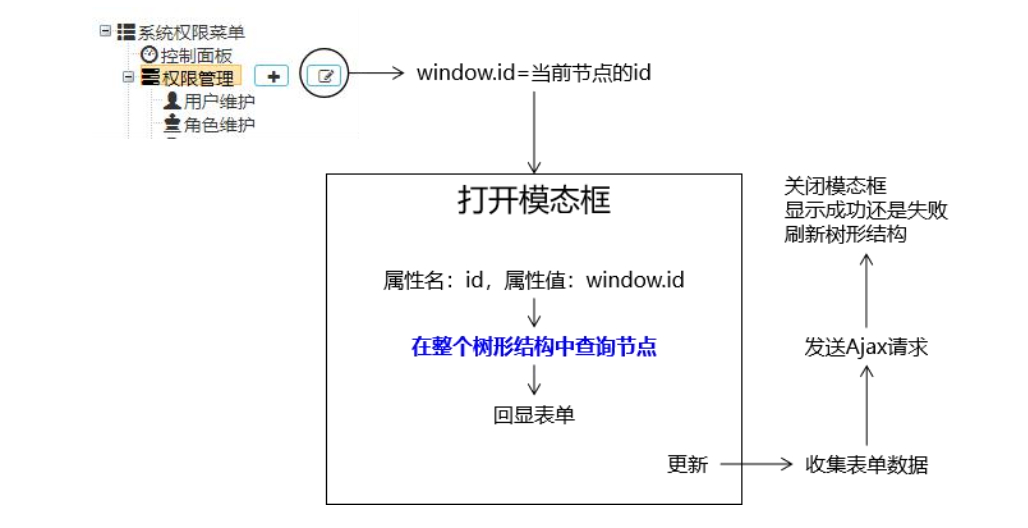 系统权限菜单
控制面板
权限管理
用户维护
角色维护
window.id=当前节点的id
打开模态框
属性名：id，属性值：window.id
在整个树形结构中查询节点
回显表单
更新
收集表单数据
发送Ajax请求
关闭模态框
显示成功还是失败
刷新树形结构